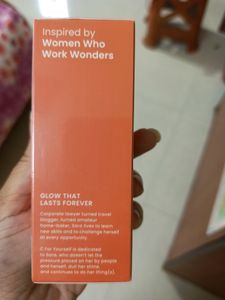 Inspired by
Women Who
Work Wonders
GLOW THAT
LASTS FOREVER
Corporate lawyer turned travel
blogger, turned amateur
home-baker, Sara lives to learn
new skills and to challenge herself
at every opportunity.
C For Yourself is dedicated
to Sara, who doesn't let the
pressure placed on her by people
and herself, dull her shine
and continues to do her thing(s).